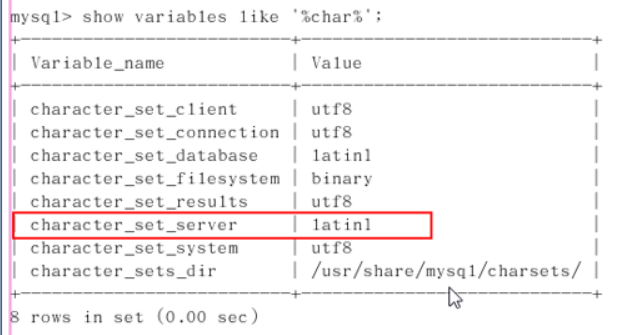 mysql> show variables like '%char%';
+--------------------------+----------------------------+
| Variable_name | Value |
+--------------------------+----------------------------+
| character_set_client | utf8 |
| character_set_connection | utf8 |
| character_set_database | latin1 |
| character_set_filesystem | binary |
| character_set_results | utf8 |
| character_set_server | latin1 |
| character_set_system | utf8 |
| character_sets_dir | /usr/share/mysql/charsets/ |
+--------------------------+----------------------------+
8 rows in set (0.00 sec)